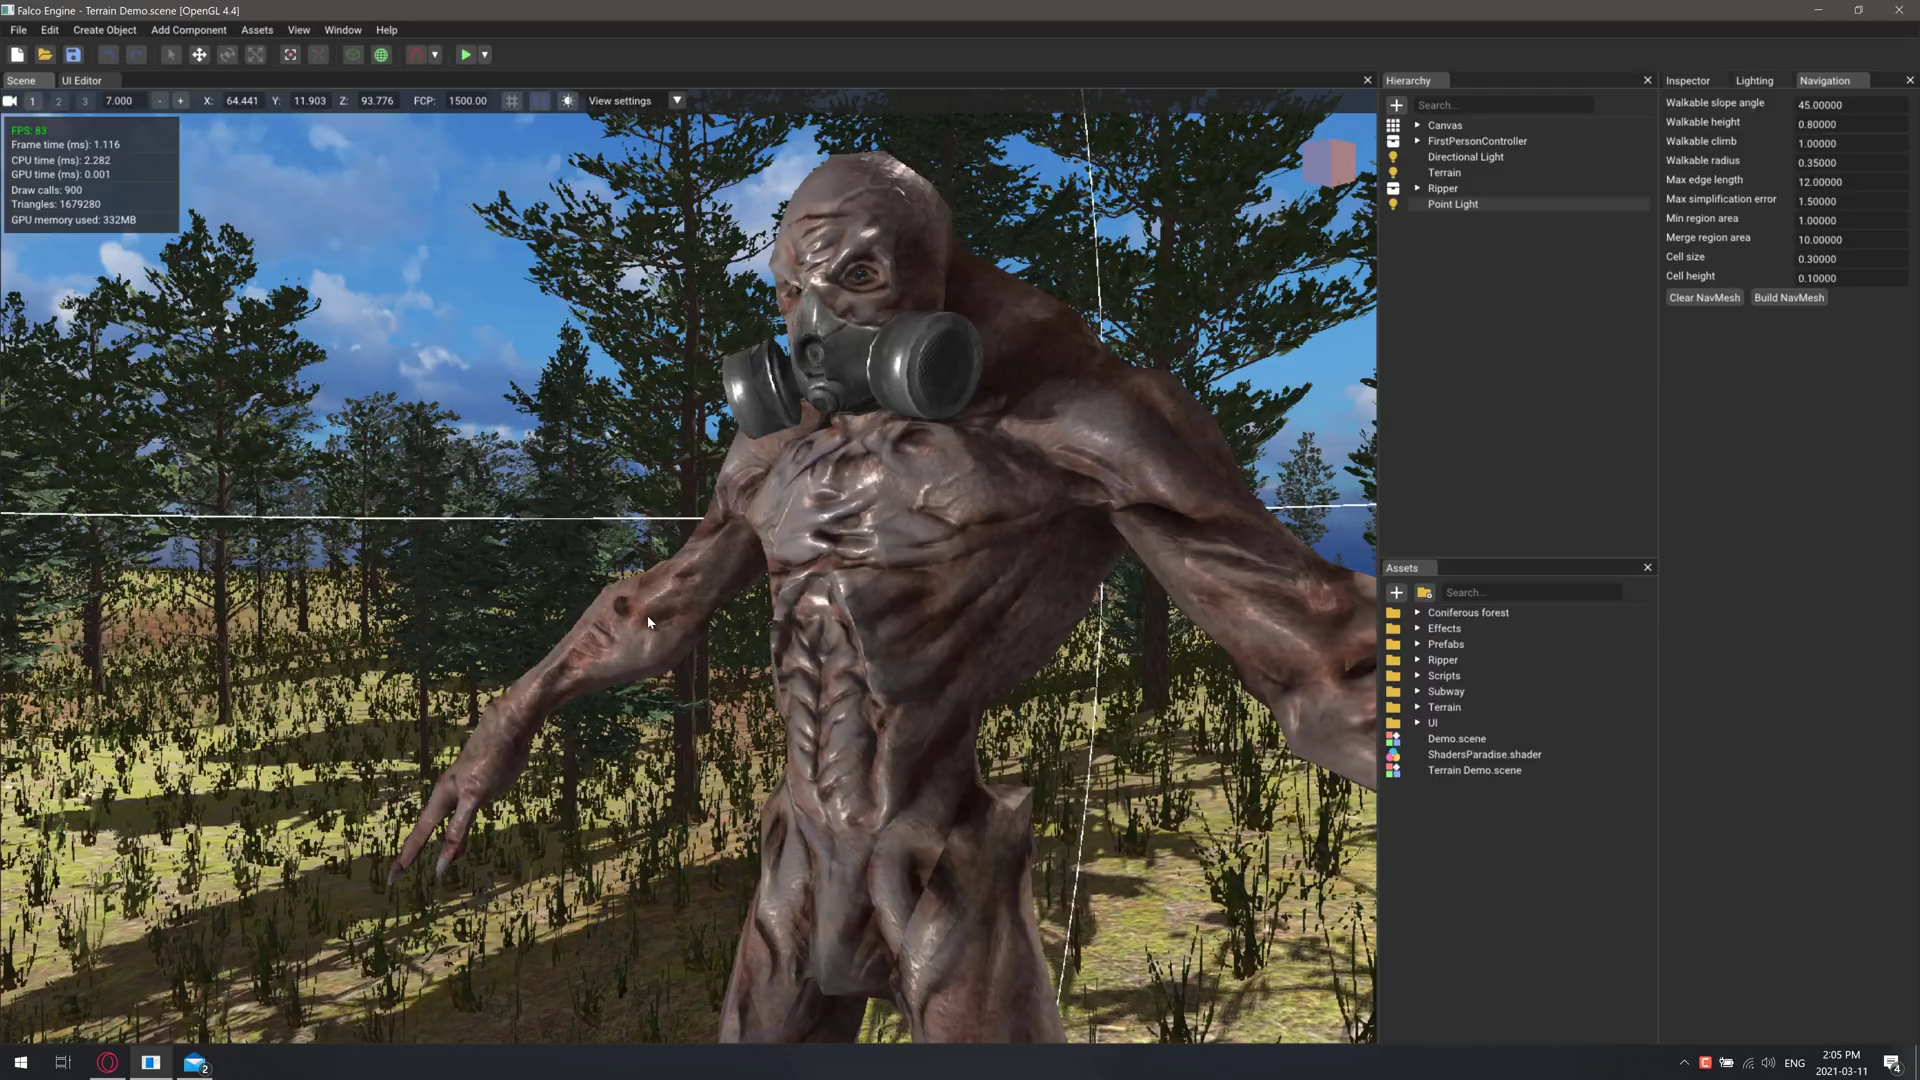 Falco Engine - Terrain Demo.scene [OpenGL 4.4]
File Edit Create Object Add Component Assets View Window Help
Scene UI Editor
1 2 3 7.000 - + X: 64.441 Y: 11.903 Z: 93.776 FCP: 1500.00 View settings
FPS: 83
Frame time (ms): 1.116
CPU time (ms): 2.282
GPU time (ms): 0.001
Draw calls: 900
Triangles: 1679280
GPU memory used: 332MB
Hierarchy
Search...
Canvas
FirstPersonController
Directional Light
Terrain
Ripper
Point Light
Assets
Search...
Coniferous forest
Effects
Prefabs
Ripper
Scripts
Subway
Terrain
UI
Demo.scene
ShadersParadise.shader
Terrain Demo.scene
Inspector Lighting Navigation
Walkable slope angle 45.00000
Walkable height 0.80000
Walkable climb 1.00000
Walkable radius 0.35000
Max edge length 12.00000
Max simplification error 1.50000
Min region area 1.00000
Merge region area 10.00000
Cell size 0.30000
Cell height 0.10000
Clear NavMesh Build NavMesh
2
ENG
2:05 PM
2021-03-11
4